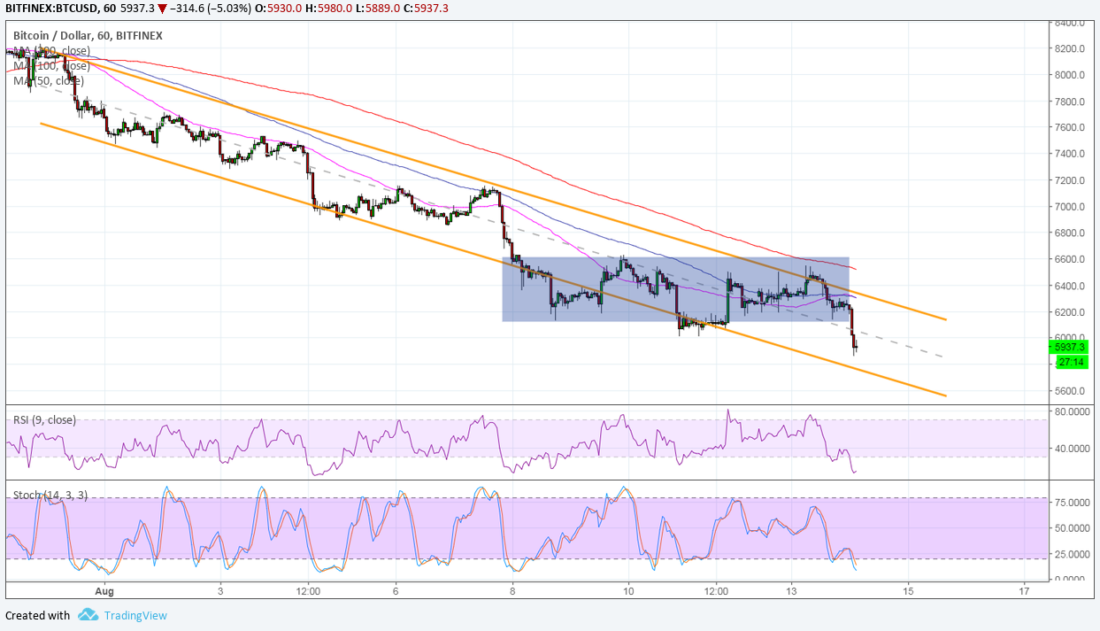 BITFINEX:BTCUSD, 60 5937.3 ▼ −314.6 (−5.03%) O:5930.0 H:5980.0 L:5889.0 C:5937.3
Bitcoin / Dollar, 60, BITFINEX
MA (200, close)
MA (100, close)
MA (50, close)
8400.0
8200.0
8000.0
7800.0
7600.0
7400.0
7200.0
7000.0
6800.0
6600.0
6400.0
6200.0
6000.0
5937.3
27:14
5600.0
RSI (9, close)
80.0000
40.0000
Stoch (14, 3, 3)
75.0000
50.0000
25.0000
0.0000
Aug 3 12:00 6 8 10 12:00 13 15 17
Created with TradingView